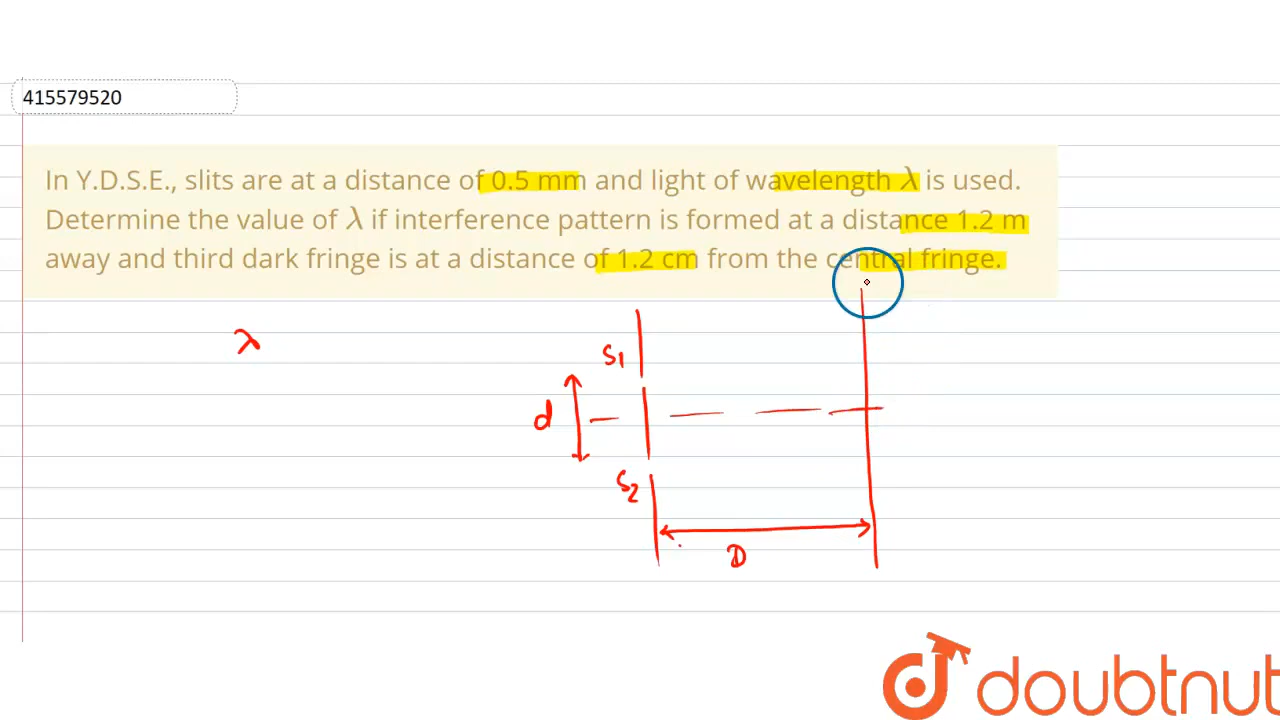 415579520
In Y.D.S.E., slits are at a distance of 0.5 mm and light of wavelength λ is used.
Determine the value of λ if interference pattern is formed at a distance 1.2 m
away and third dark fringe is at a distance of 1.2 cm from the central fringe.
λ
S1
d
S2
D
doubtnut